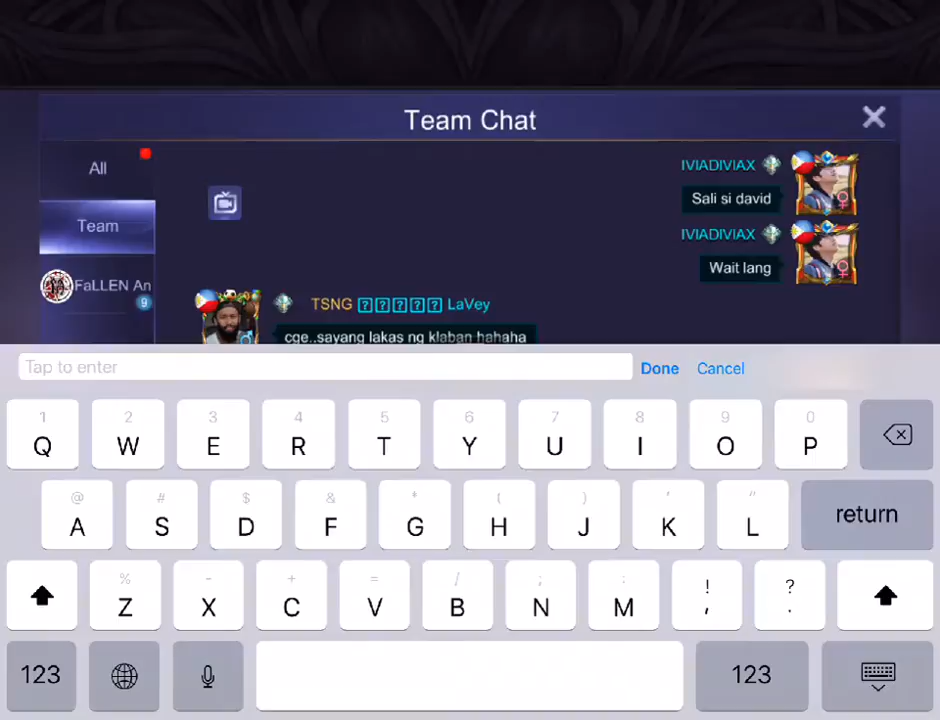 Team Chat
All
IVIADIVIAX
Sali si david
Team
IVIADIVIAX
Wait lang
FaLLEN An
9
TSNG LaVey
cge..sayang lakas ng klaban hahaha
Tap to enter Done Cancel
1 2 3 4 5 6 7 8 9 0
Q W E R T Y U I O P
@ # $ & * ( ) ' "
A S D F G H J K L return
% - + = / ; : ! ?
Z X C V B N M , .
123 123